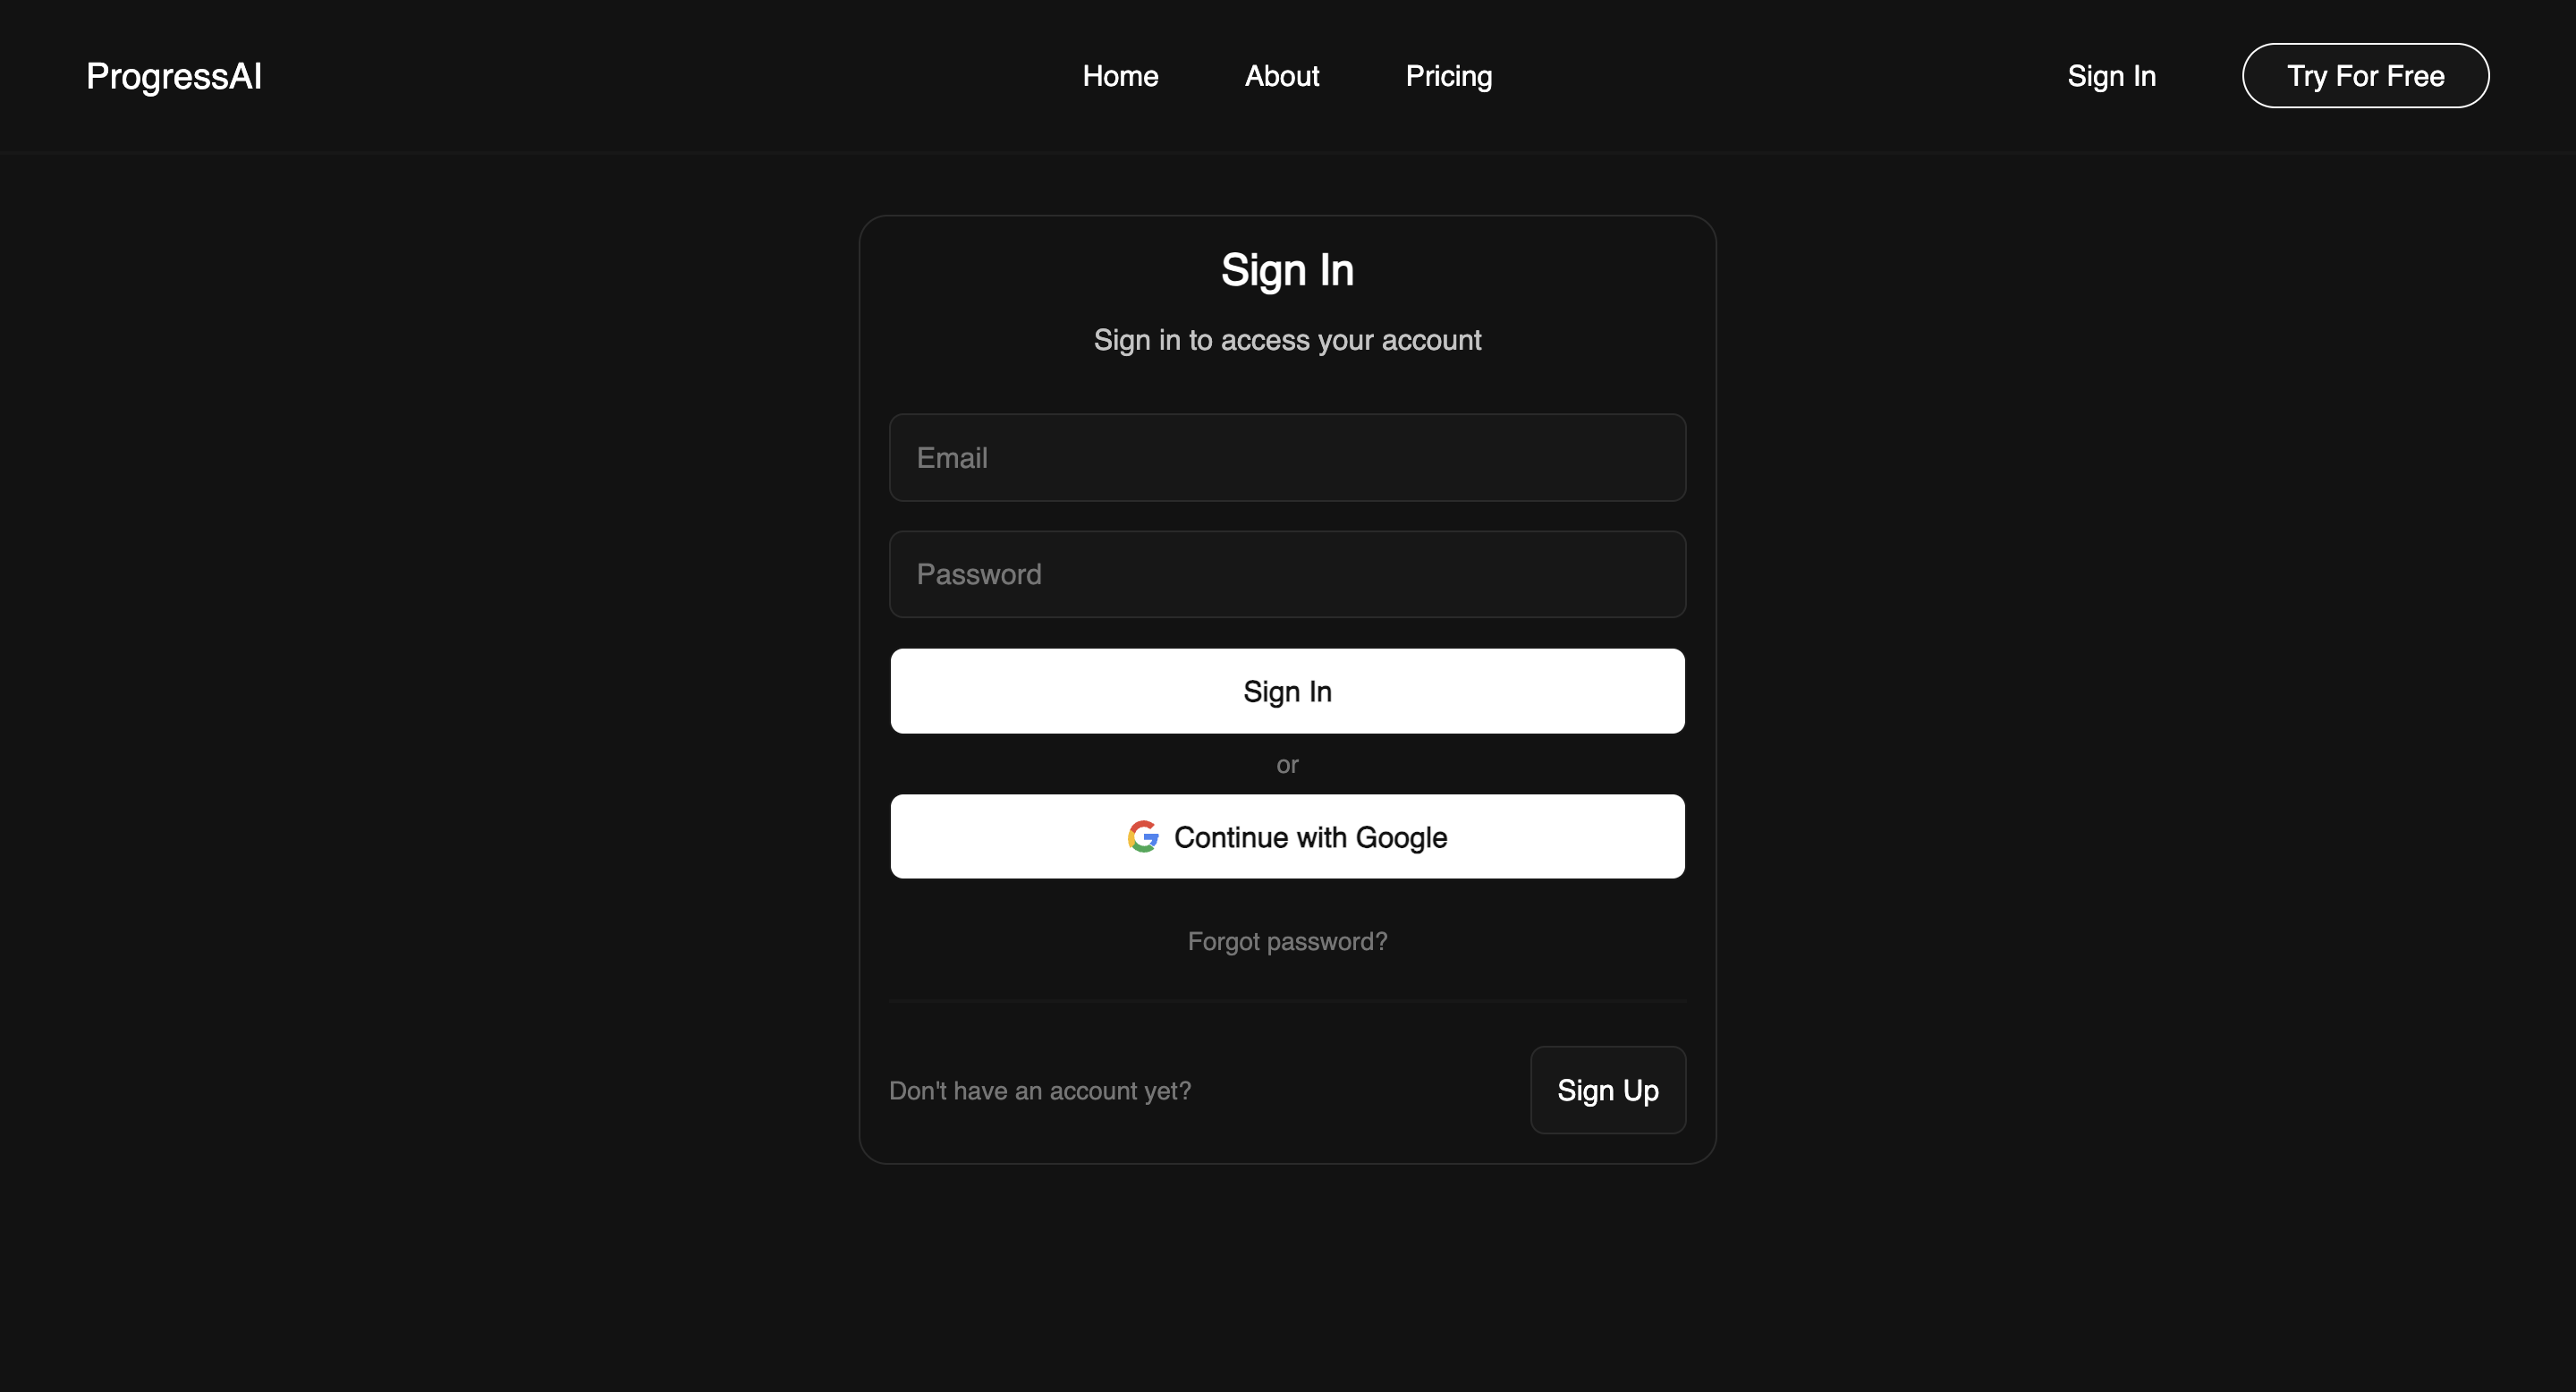 ProgressAI
Home About Pricing
Sign In Try For Free
Sign In
Sign in to access your account
Email
Password
Sign In
or
Continue with Google
Forgot password?
Don't have an account yet? Sign Up